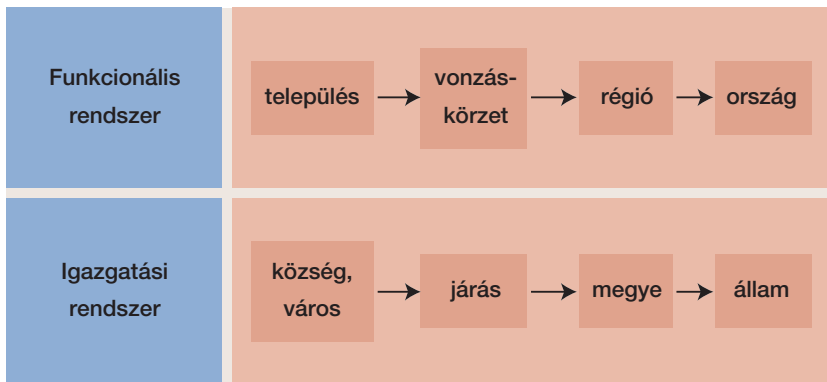 Funkcionális
rendszer
település
vonzás-
körzet
régió
ország
Igazgatási
rendszer
község,
város
járás
megye
állam